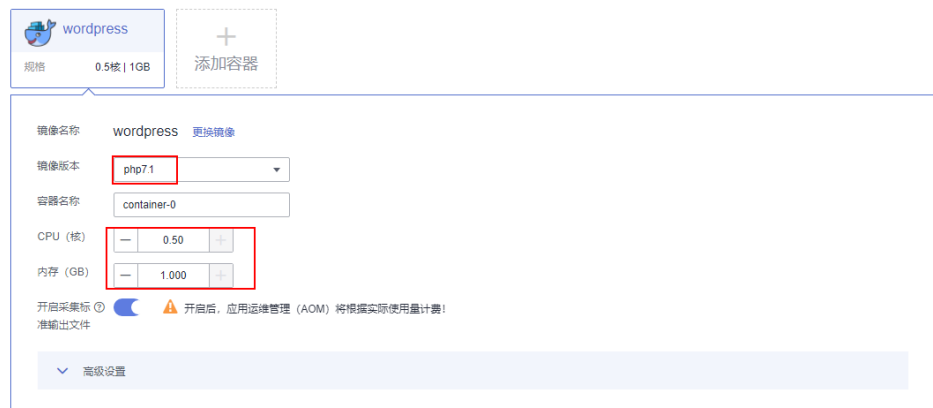 wordpress
规格 0.5核 | 1GB
添加容器
镜像名称 wordpress 更换镜像
镜像版本 php7.1
容器名称 container-0
CPU（核） 0.50
内存（GB） 1.000
开启采集标 开启后，应用运维管理（AOM）将根据实际使用量计费！
准输出文件
高级设置